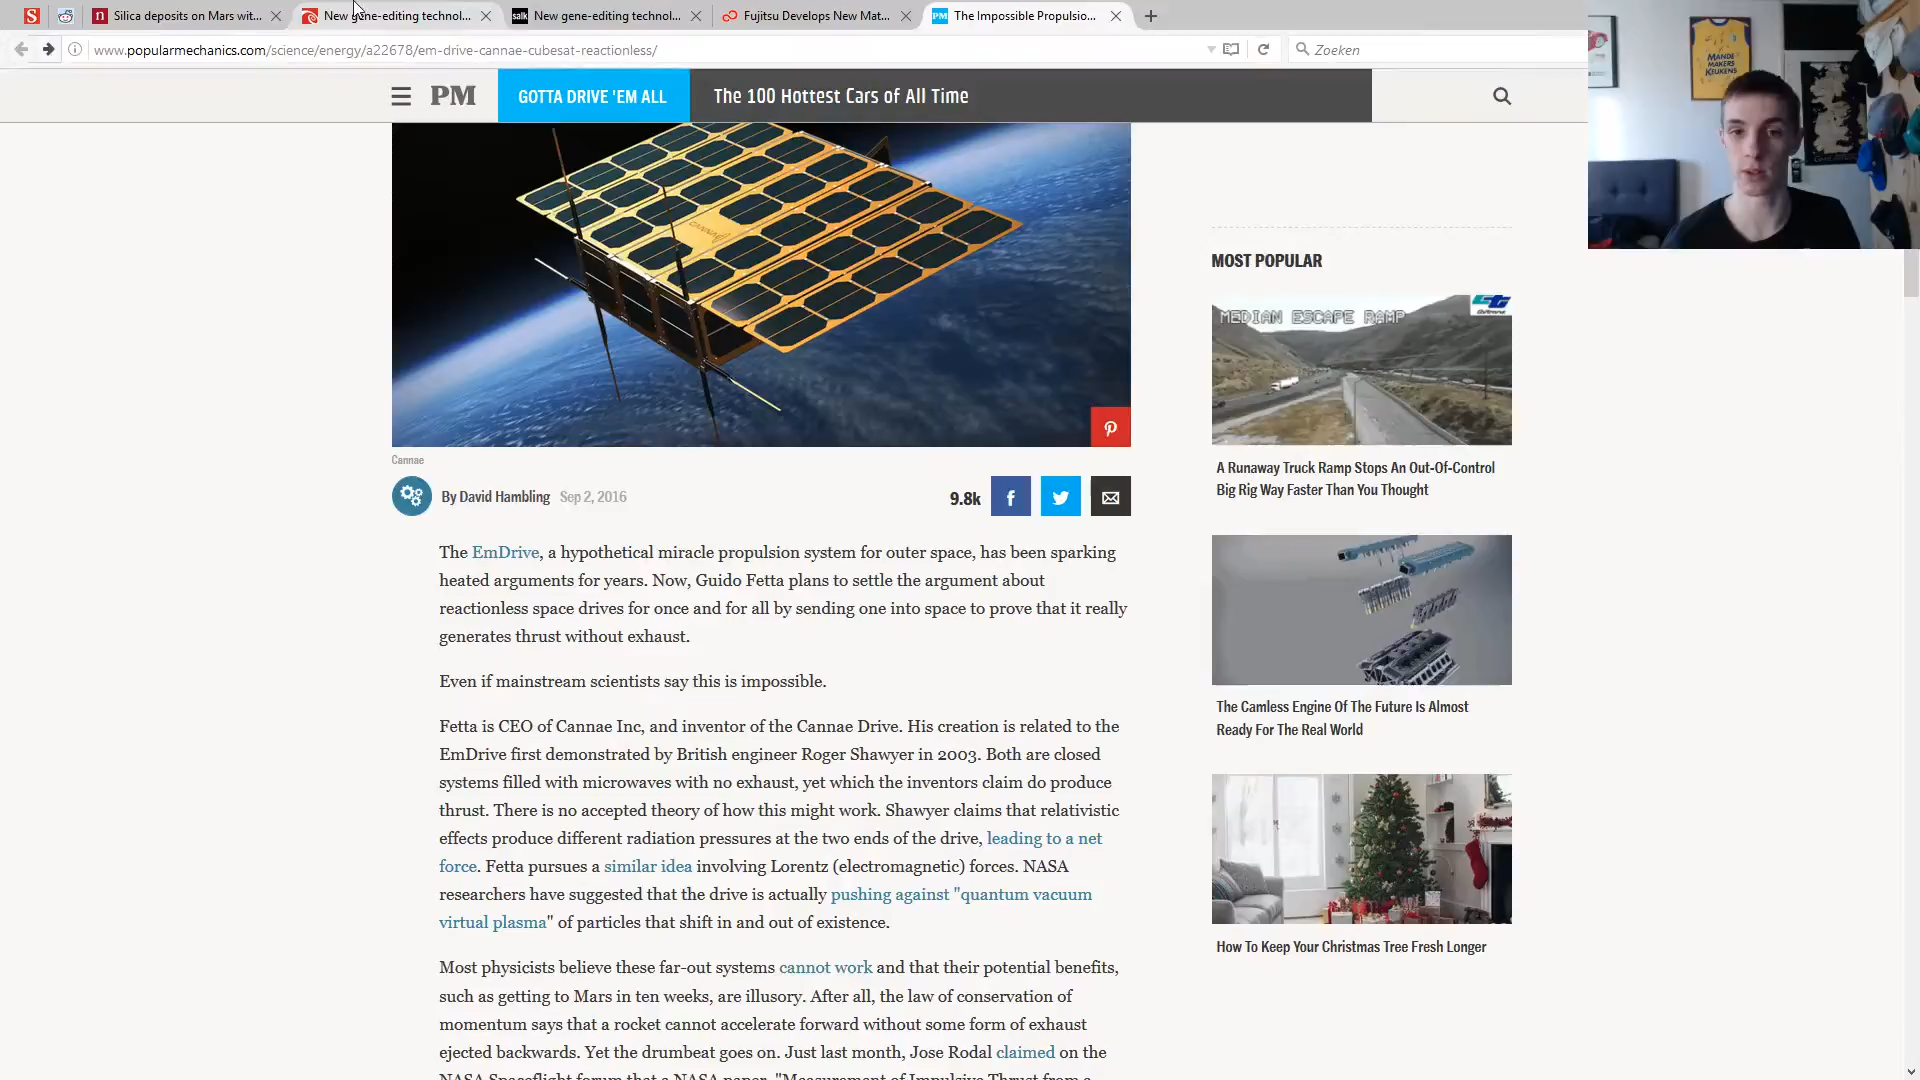 Silica deposits on Mars wit...
New gene-editing technol...
salk New gene-editing technol...
Fujitsu Develops New Mat...
PM The Impossible Propulsio...
www.popularmechanics.com/science/energy/a22678/em-drive-cannae-cubesat-reactionless/
Zoeken
PM
GOTTA DRIVE 'EM ALL
The 100 Hottest Cars of All Time
MANDE
MAKERS
KEUKENS
CANNAE
Cannae
By David Hambling Sep 2, 2016
9.8k
The EmDrive, a hypothetical miracle propulsion system for outer space, has been sparking
heated arguments for years. Now, Guido Fetta plans to settle the argument about
reactionless space drives for once and for all by sending one into space to prove that it really
generates thrust without exhaust.
Even if mainstream scientists say this is impossible.
Fetta is CEO of Cannae Inc, and inventor of the Cannae Drive. His creation is related to the
EmDrive first demonstrated by British engineer Roger Shawyer in 2003. Both are closed
systems filled with microwaves with no exhaust, yet which the inventors claim do produce
thrust. There is no accepted theory of how this might work. Shawyer claims that relativistic
effects produce different radiation pressures at the two ends of the drive, leading to a net
force. Fetta pursues a similar idea involving Lorentz (electromagnetic) forces. NASA
researchers have suggested that the drive is actually pushing against "quantum vacuum
virtual plasma" of particles that shift in and out of existence.
Most physicists believe these far-out systems cannot work and that their potential benefits,
such as getting to Mars in ten weeks, are illusory. After all, the law of conservation of
momentum says that a rocket cannot accelerate forward without some form of exhaust
ejected backwards. Yet the drumbeat goes on. Just last month, Jose Rodal claimed on the
NASA Spaceflight forum that a NASA paper, "Measurement of Impulsive Thrust from a
MOST POPULAR
MEDIAN ESCAPE RAMP
A Runaway Truck Ramp Stops An Out-Of-Control
Big Rig Way Faster Than You Thought
The Camless Engine Of The Future Is Almost
Ready For The Real World
How To Keep Your Christmas Tree Fresh Longer